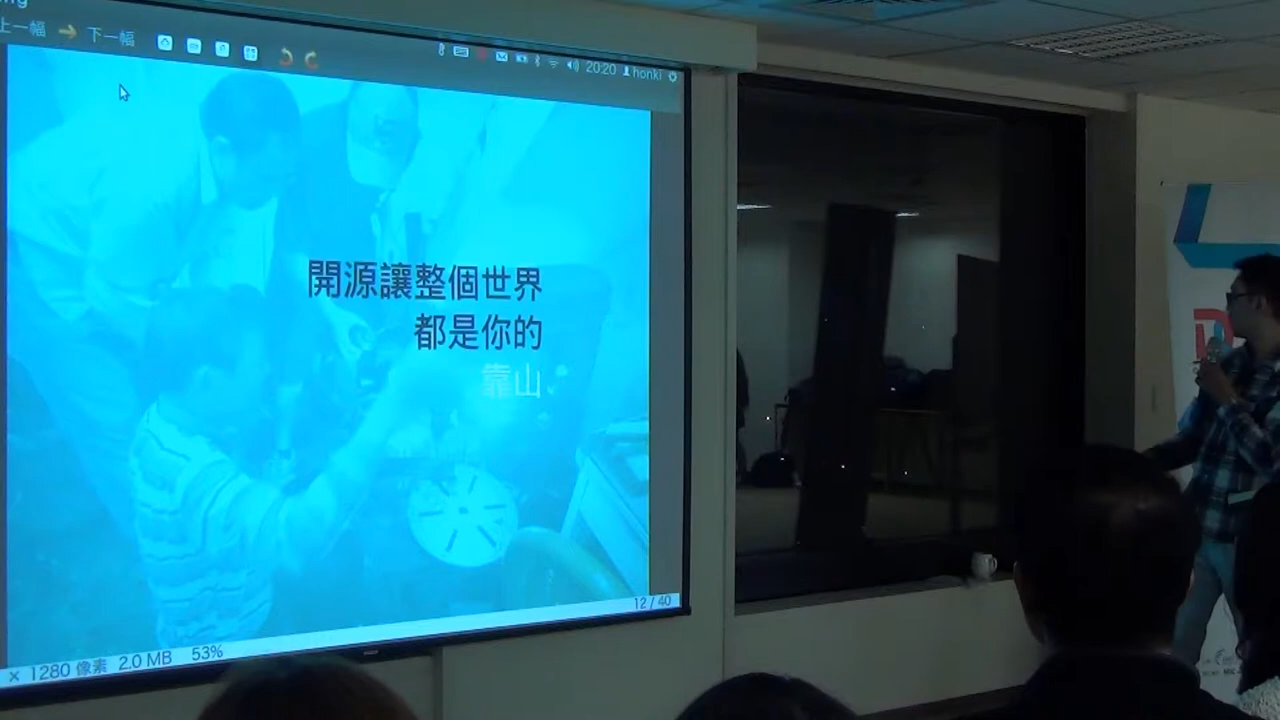 上一幅 下一幅
20:20 honki
開源讓整個世界
都是你的
靠山
12 / 40
× 1280 像素 2.0 MB 53%